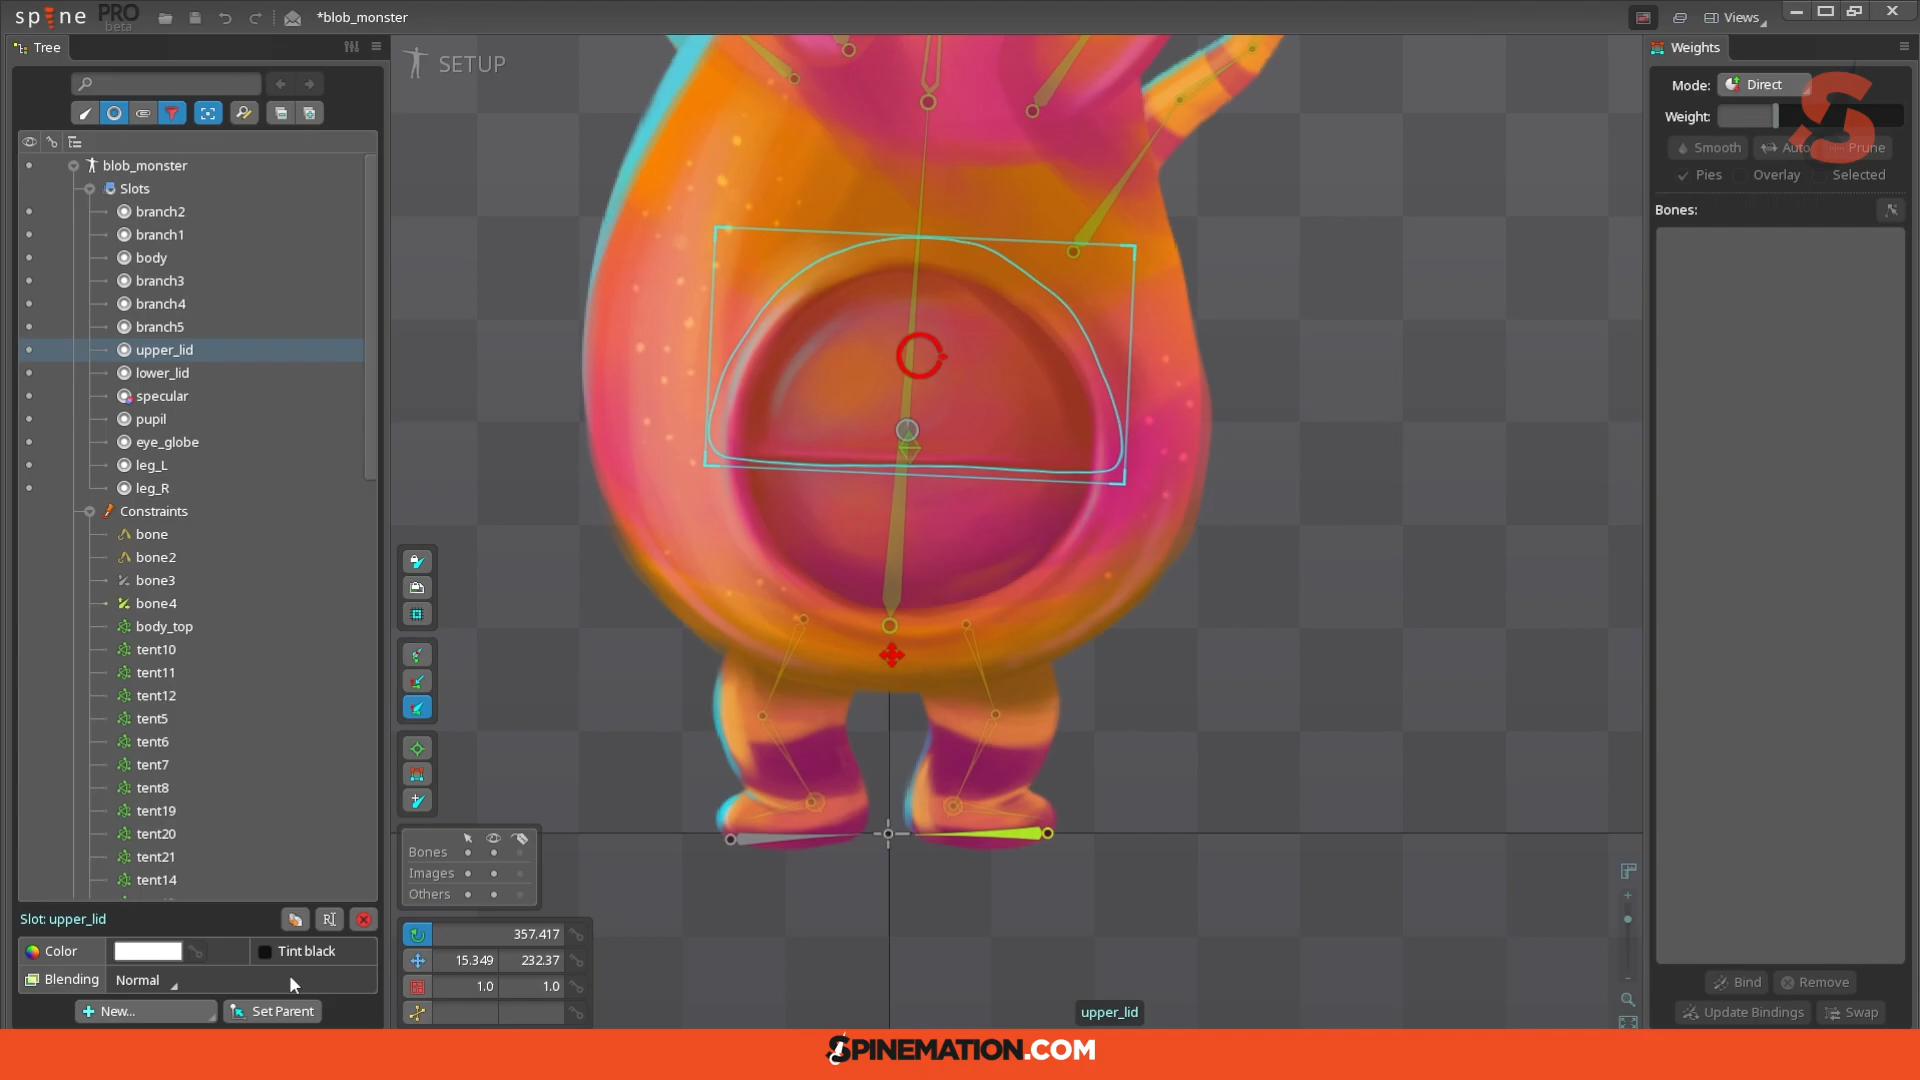 spine PRO
beta
*blob_monster
Views
Tree
SETUP
Weights
Mode: Direct
Weight:
Smooth Auto Prune
Pies Overlay Selected
Bones:
blob_monster
Slots
branch2
branch1
body
branch3
branch4
branch5
upper_lid
lower_lid
specular
pupil
eye_globe
leg_L
leg_R
Constraints
bone
bone2
bone3
bone4
body_top
tent10
tent11
tent12
tent5
tent6
tent7
tent8
tent19
tent20
tent21
tent14
Slot: upper_lid
Color Tint black
Blending Normal
New... Set Parent
Bones
Images
Others
357.417
15.349 232.37
1.0 1.0
upper_lid
Bind Remove
Update Bindings Swap
SPINEMATION.COM